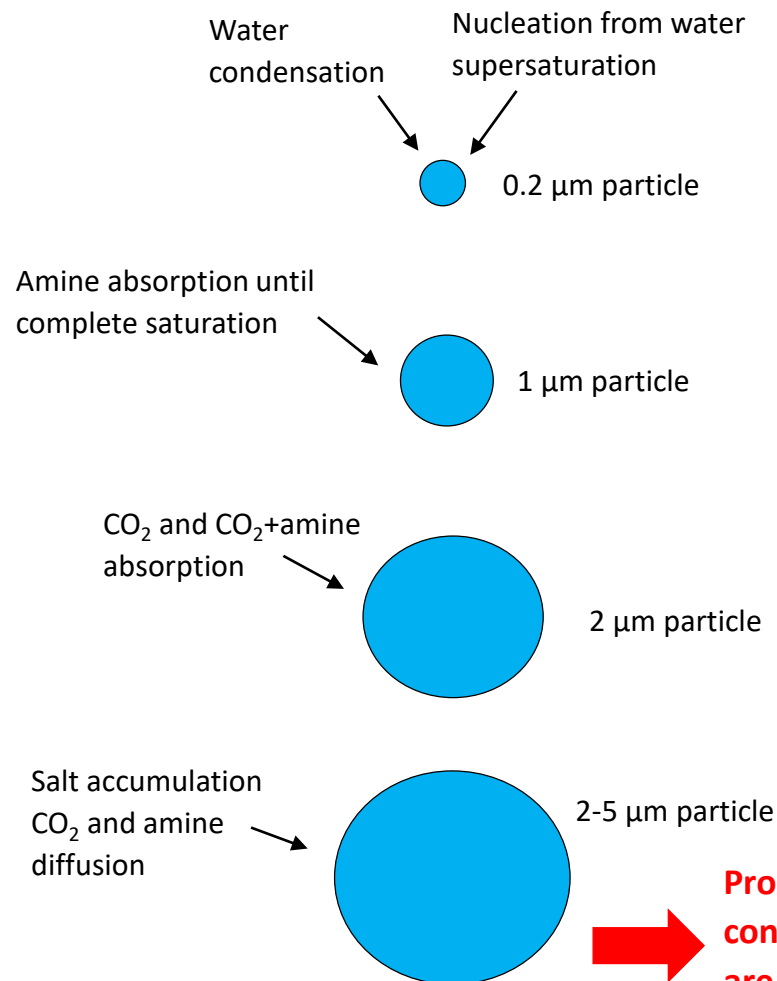 Water
condensation
Nucleation from water
supersaturation
0.2 µm particle
Amine absorption until
complete saturation
1 µm particle
CO₂ and CO₂+amine
absorption
2 µm particle
Salt accumulation
CO₂ and amine
diffusion
2-5 µm particle
Pro
con